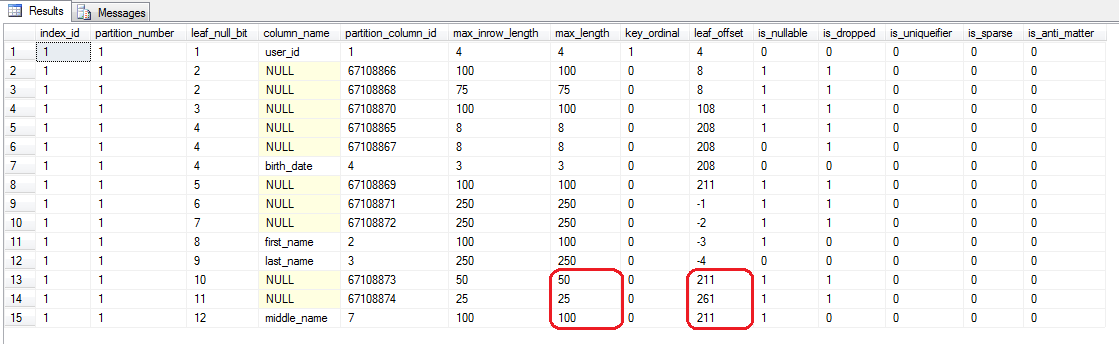 Results Messages
index_id partition_number leaf_null_bit column_name partition_column_id max_inrow_length max_length key_ordinal leaf_offset is_nullable is_dropped is_uniqueifier is_sparse is_anti_matter
1 1 1 1 user_id 1 4 4 1 4 0 0 0 0 0
2 1 1 2 NULL 67108866 100 100 0 8 1 1 0 0 0
3 1 1 2 NULL 67108868 75 75 0 8 1 1 0 0 0
4 1 1 3 NULL 67108870 100 100 0 108 1 1 0 0 0
5 1 1 4 NULL 67108865 8 8 0 208 1 1 0 0 0
6 1 1 4 NULL 67108867 8 8 0 208 0 1 0 0 0
7 1 1 4 birth_date 4 3 3 0 208 0 0 0 0 0
8 1 1 5 NULL 67108869 100 100 0 211 1 1 0 0 0
9 1 1 6 NULL 67108871 250 250 0 -1 1 1 0 0 0
10 1 1 7 NULL 67108872 250 250 0 -2 1 1 0 0 0
11 1 1 8 first_name 2 100 100 0 -3 1 0 0 0 0
12 1 1 9 last_name 3 250 250 0 -4 0 0 0 0 0
13 1 1 10 NULL 67108873 50 50 0 211 1 1 0 0 0
14 1 1 11 NULL 67108874 25 25 0 261 1 1 0 0 0
15 1 1 12 middle_name 7 100 100 0 211 1 0 0 0 0